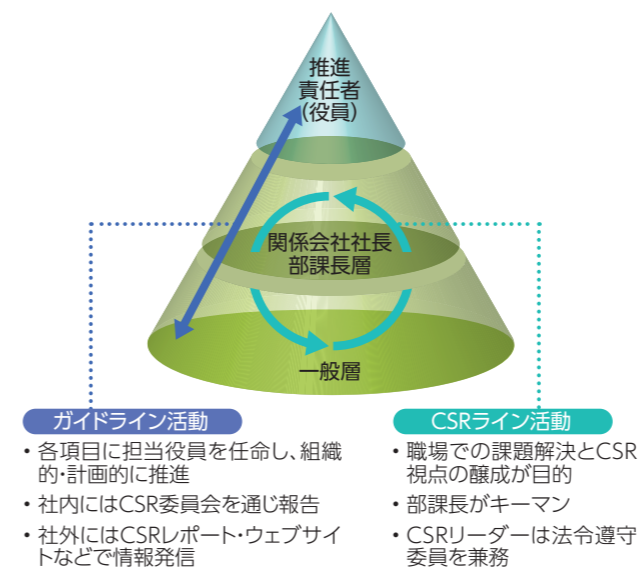 推進
責任者
(役員)
関係会社社長
部課長層
一般層
ガイドライン活動
・各項目に担当役員を任命し、組織
的・計画的に推進
・社内にはCSR委員会を通じ報告
・社外にはCSRレポート・ウェブサイ
トなどで情報発信
CSRライン活動
・職場での課題解決とCSR
視点の醸成が目的
・部課長がキーマン
・CSRリーダーは法令遵守
委員を兼務